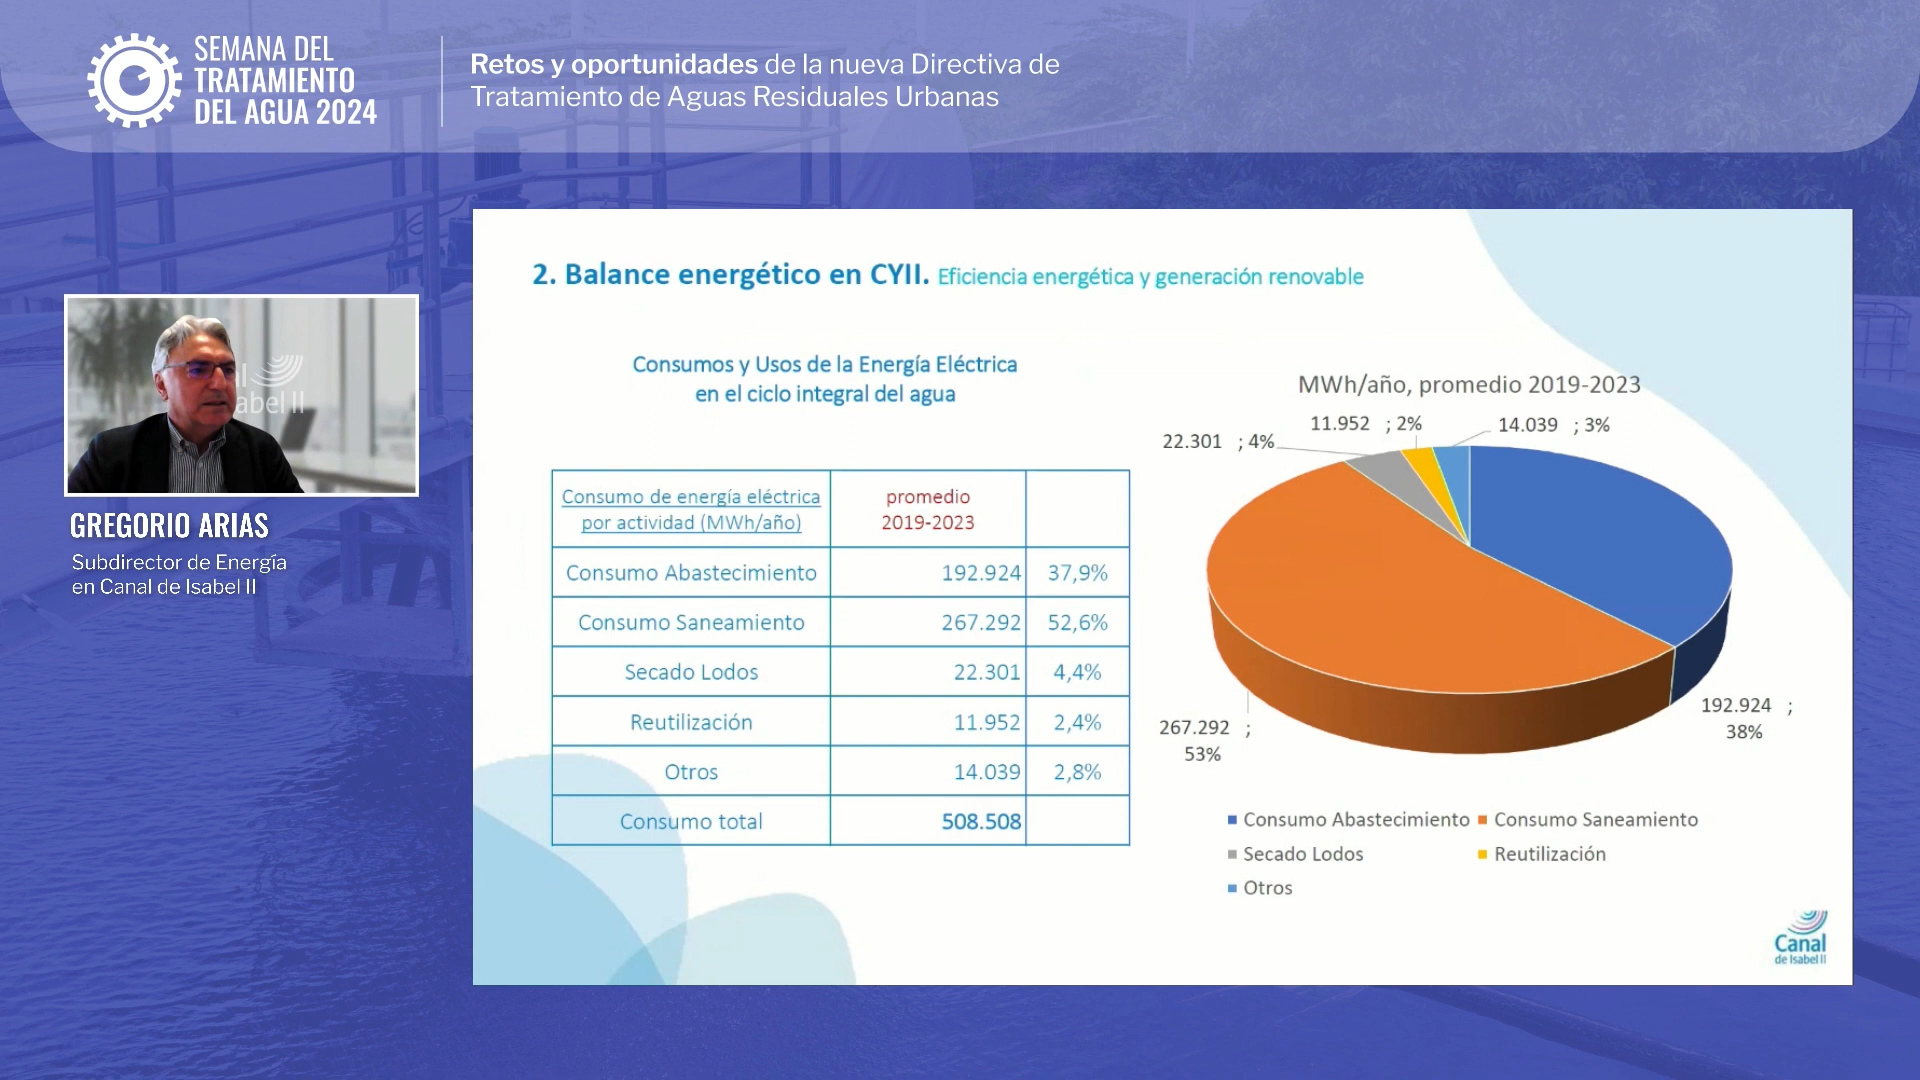 SEMANA DEL
TRATAMIENTO
DEL AGUA 2024
Retos y oportunidades de la nueva Directiva de
Tratamiento de Aguas Residuales Urbanas
GREGORIO ARIAS
Subdirector de Energía
en Canal de Isabel II
2. Balance energético en CYII. Eficiencia energética y generación renovable
Consumos y Usos de la Energía Eléctrica
en el ciclo integral del agua
Consumo de energía eléctrica
por actividad (MWh/año)
promedio
2019-2023
Consumo Abastecimiento 192.924 37,9%
Consumo Saneamiento 267.292 52,6%
Secado Lodos 22.301 4,4%
Reutilización 11.952 2,4%
Otros 14.039 2,8%
Consumo total 508.508
MWh/año, promedio 2019-2023
22.301 ; 4%
11.952 ; 2%
14.039 ; 3%
267.292 ;
53%
192.924 ;
38%
Consumo Abastecimiento
Consumo Saneamiento
Secado Lodos
Reutilización
Otros
Canal
de Isabel II